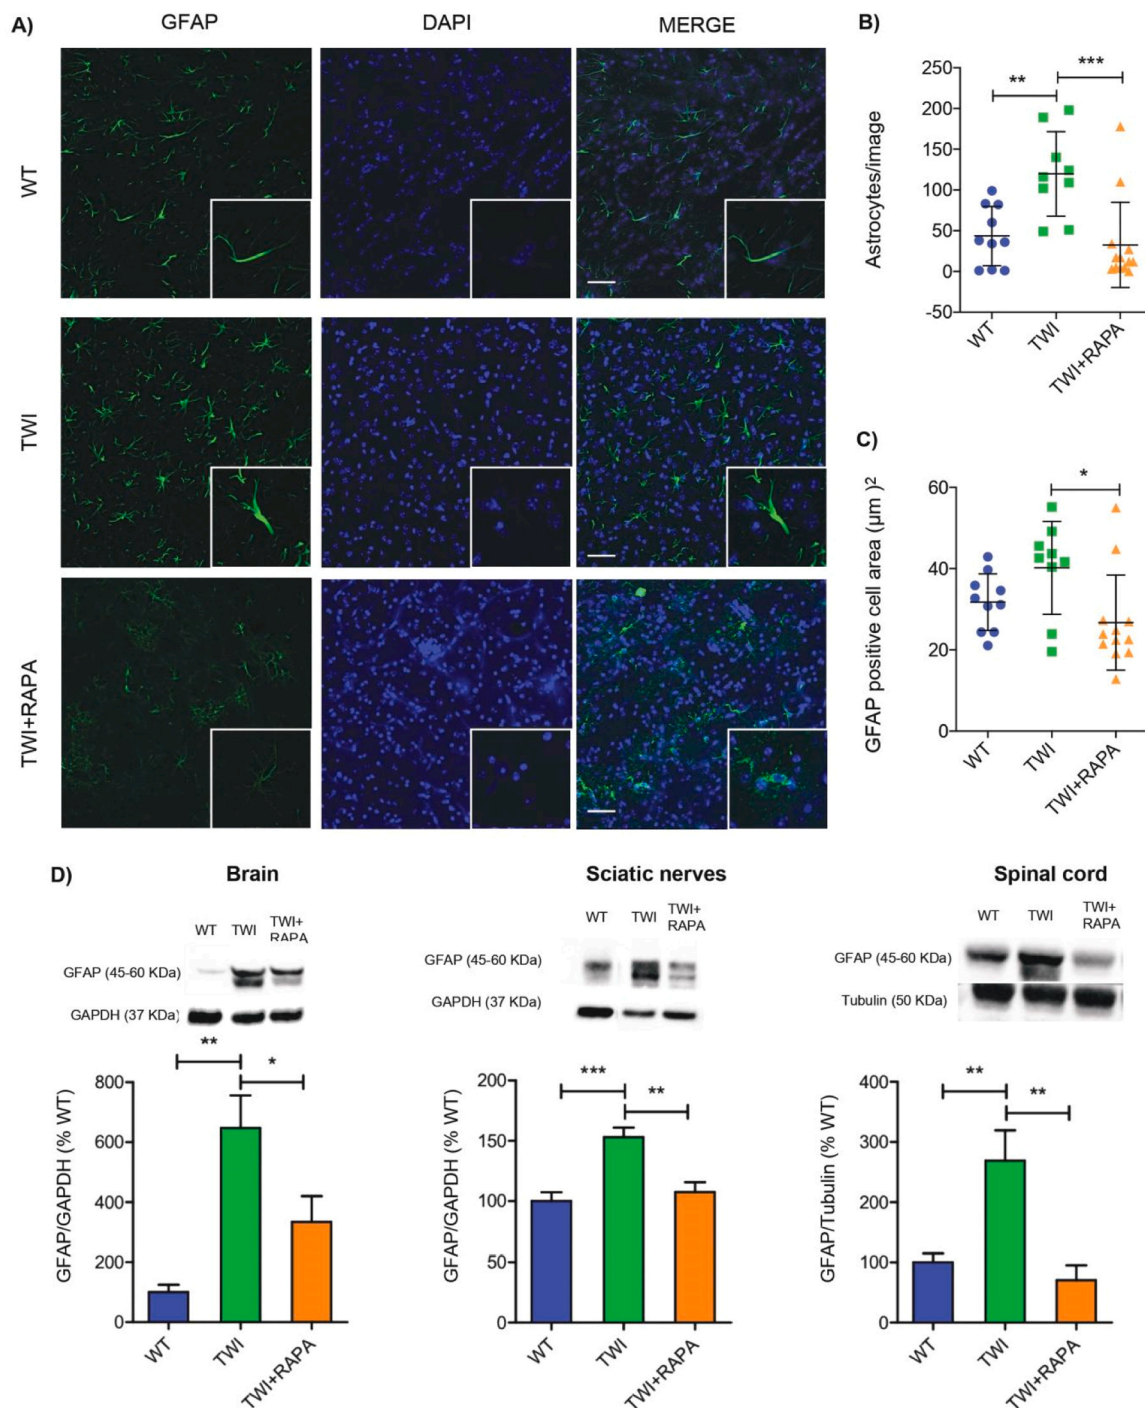 A)
GFAP
DAPI
MERGE
WT
TWI
TWI+RAPA
B)
Astrocytes/image
250
200
150
100
50
0
-50
** ***
WT
TWI
TWI+RAPA
C)
GFAP positive cell area (µm )²
60
40
20
0
*
WT
TWI
TWI+RAPA
D)
Brain
WT
TWI
TWI+
RAPA
GFAP (45-60 KDa)
GAPDH (37 KDa)
** *
GFAP/GAPDH (% WT)
800
600
400
200
0
WT
TWI
TWI+RAPA
Sciatic nerves
WT
TWI
TWI+
RAPA
GFAP (45-60 KDa)
GAPDH (37 KDa)
*** **
GFAP/GAPDH (% WT)
200
150
100
50
0
WT
TWI
TWI+RAPA
Spinal cord
WT
TWI
TWI+
RAPA
GFAP (45-60 KDa)
Tubulin (50 KDa)
** **
GFAP/Tubulin (% WT)
400
300
200
100
0
WT
TWI
TWI+RAPA